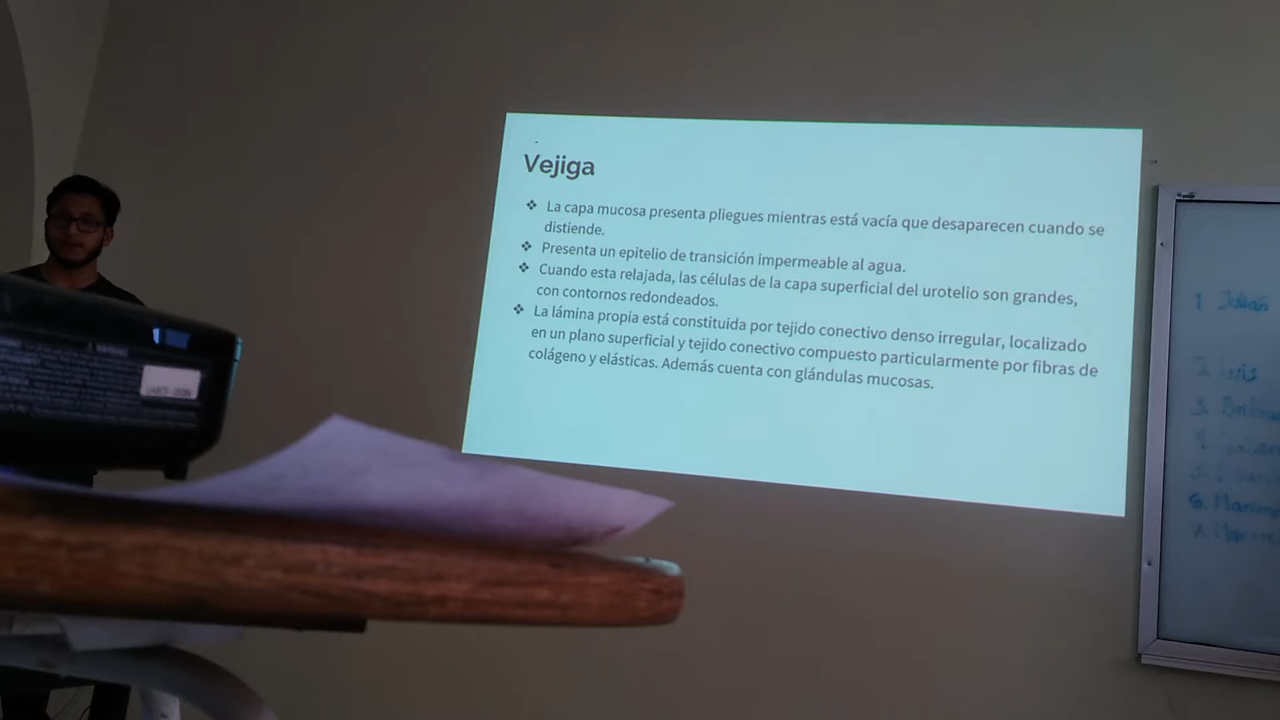 Vejiga
❖ La capa mucosa presenta pliegues mientras está vacía que desaparecen cuando se
distiende.
❖ Presenta un epitelio de transición impermeable al agua.
❖ Cuando esta relajada, las células de la capa superficial del urotelio son grandes,
con contornos redondeados.
❖ La lámina propia está constituida por tejido conectivo denso irregular, localizado
en un plano superficial y tejido conectivo compuesto particularmente por fibras de
colágeno y elásticas. Además cuenta con glándulas mucosas.
1 Julian
2. Luis
3.
6.